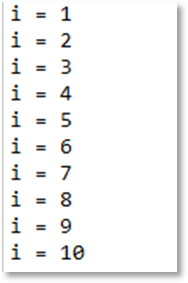 i = 1
i = 2
i = 3
i = 4
i = 5
i = 6
i = 7
i = 8
i = 9
i = 10